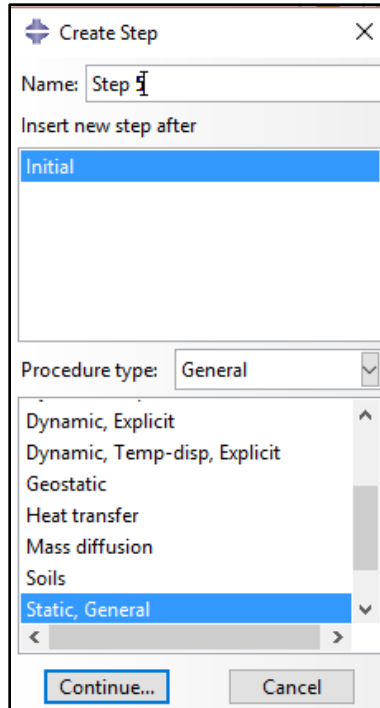 Create Step
Name: Step 5
Insert new step after
Initial
Procedure type: General
Dynamic, Explicit
Dynamic, Temp-disp, Explicit
Geostatic
Heat transfer
Mass diffusion
Soils
Static, General
Continue... Cancel